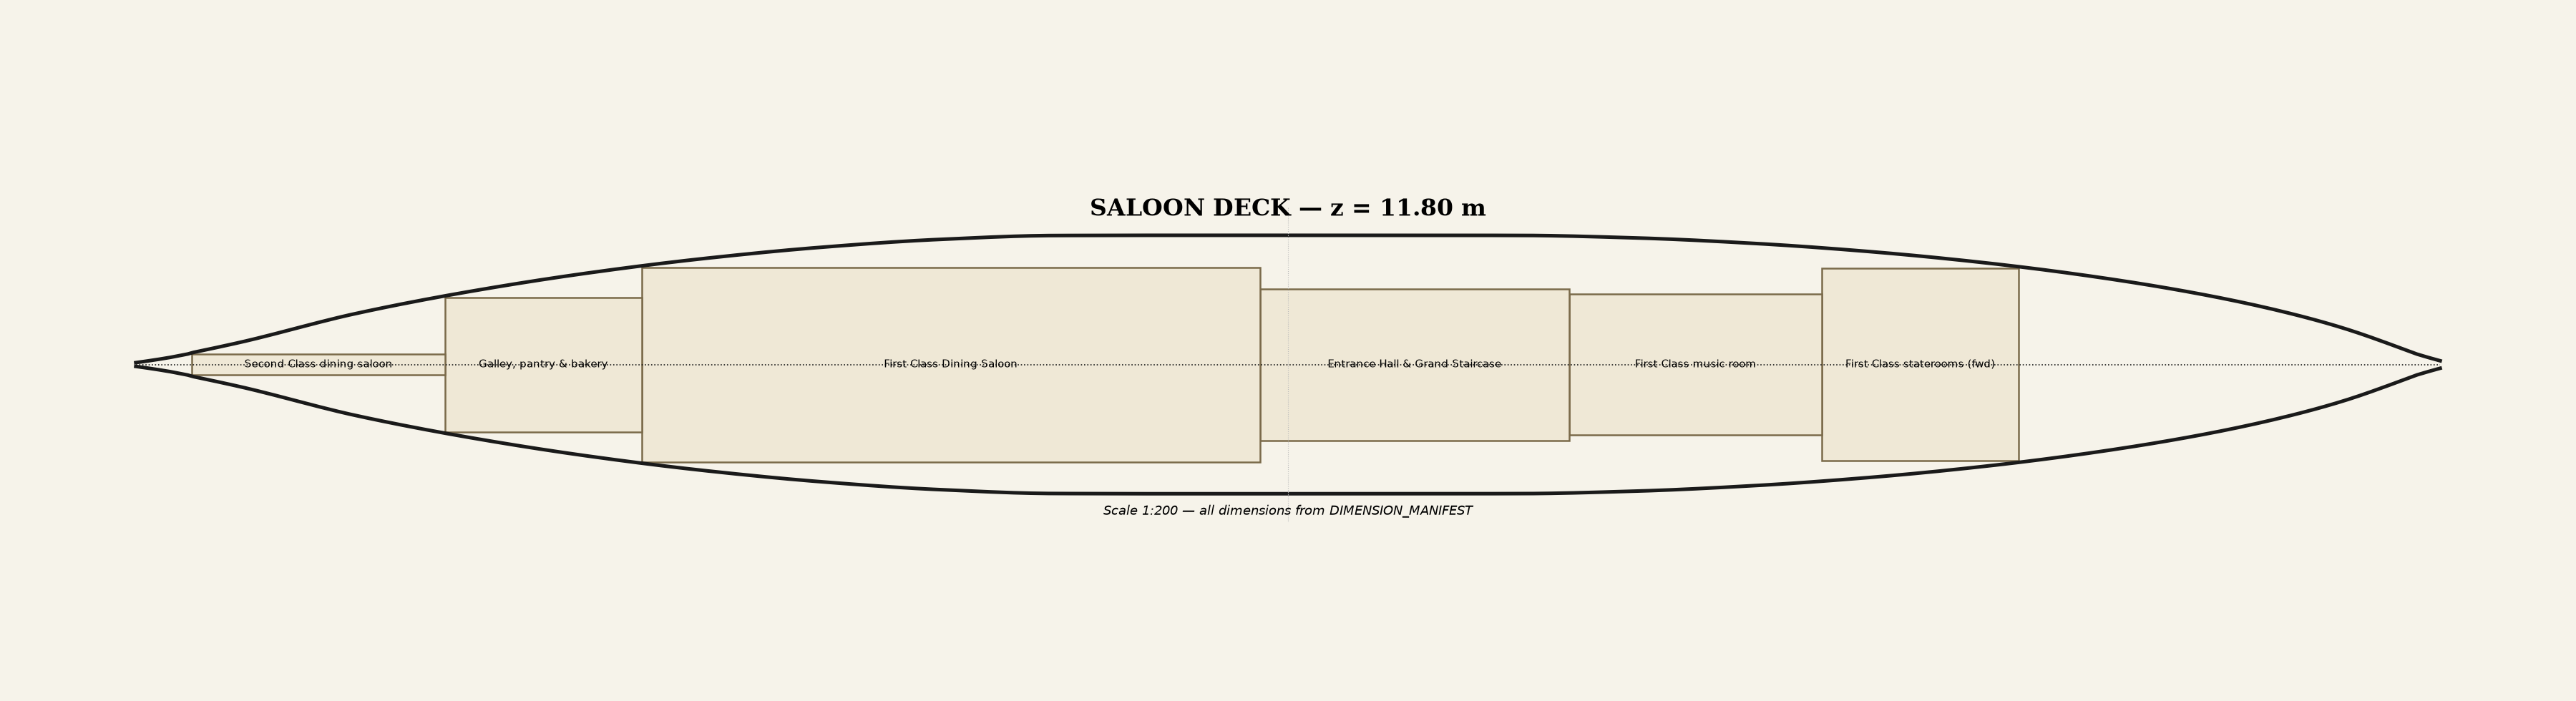 SALOON DECK — z = 11.80 m
Second Class dining saloon
Galley, pantry & bakery
First Class Dining Saloon
Entrance Hall & Grand Staircase
First Class music room
First Class staterooms (fwd)
Scale 1:200 — all dimensions from DIMENSION_MANIFEST